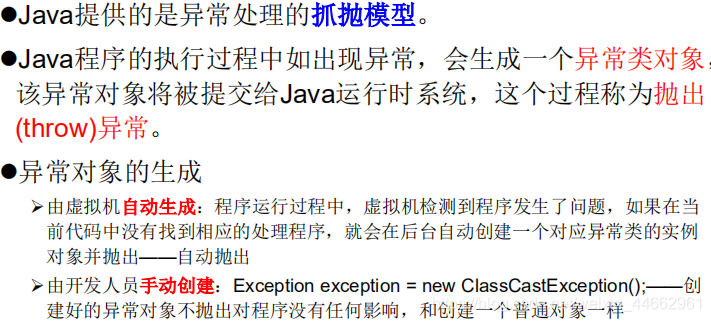 ●Java提供的是异常处理的抓抛模型。
●Java程序的执行过程中如出现异常，会生成一个异常类对象，
该异常对象将被提交给Java运行时系统，这个过程称为抛出
(throw)异常。
●异常对象的生成
➢由虚拟机自动生成：程序运行过程中，虚拟机检测到程序发生了问题，如果在当
前代码中没有找到相应的处理程序，就会在后台自动创建一个对应异常类的实例
对象并抛出——自动抛出
➢由开发人员手动创建：Exception exception = new ClassCastException();——创
建好的异常对象不抛出对程序没有任何影响，和创建一个普通对象一样
44662961